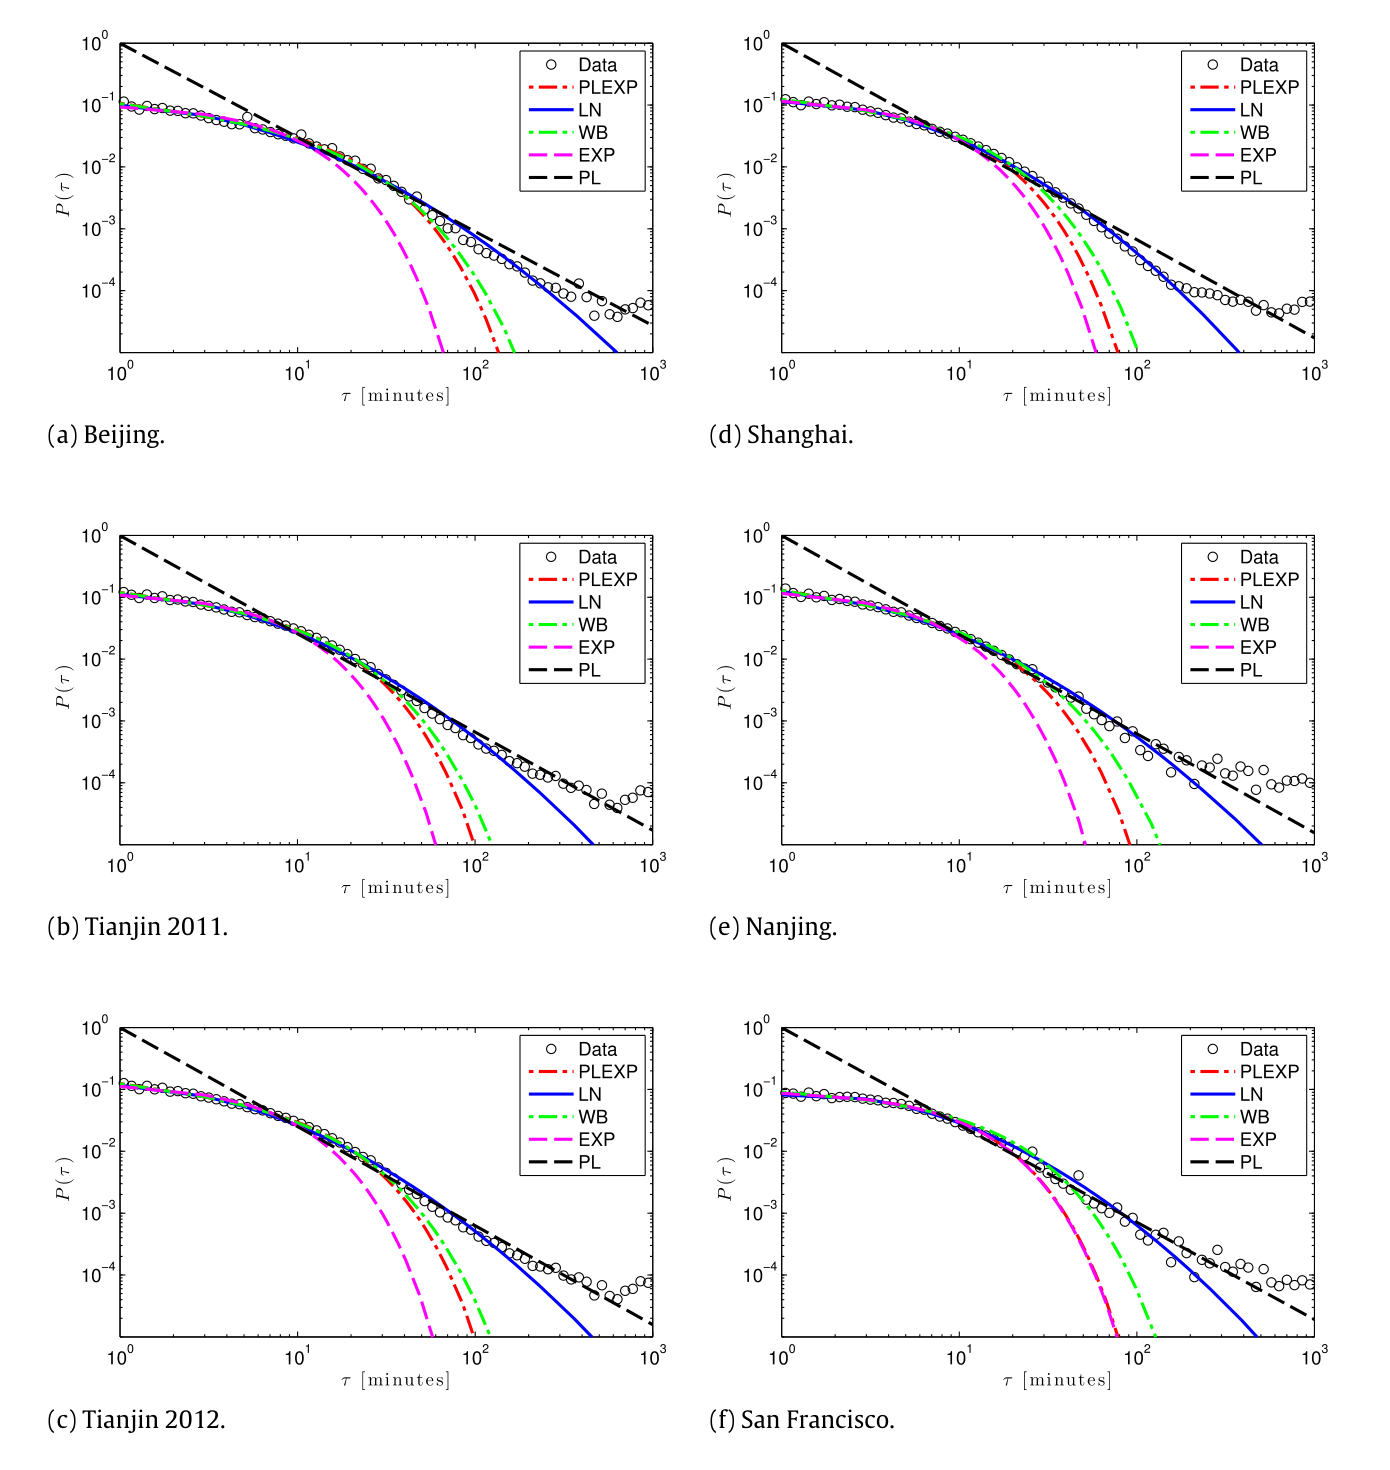 10^0
10^-1
10^-2
10^-3
10^-4
P(τ)
Data
PLEXP
LN
WB
EXP
PL
10^0 10^1 10^2 10^3
τ [minutes]
(a) Beijing.
10^0
10^-1
10^-2
10^-3
10^-4
P(τ)
Data
PLEXP
LN
WB
EXP
PL
10^0 10^1 10^2 10^3
τ [minutes]
(d) Shanghai.
10^0
10^-1
10^-2
10^-3
10^-4
P(τ)
Data
PLEXP
LN
WB
EXP
PL
10^0 10^1 10^2 10^3
τ [minutes]
(b) Tianjin 2011.
10^0
10^-1
10^-2
10^-3
10^-4
P(τ)
Data
PLEXP
LN
WB
EXP
PL
10^0 10^1 10^2 10^3
τ [minutes]
(e) Nanjing.
10^0
10^-1
10^-2
10^-3
10^-4
P(τ)
Data
PLEXP
LN
WB
EXP
PL
10^0 10^1 10^2 10^3
τ [minutes]
(c) Tianjin 2012.
10^0
10^-1
10^-2
10^-3
10^-4
P(τ)
Data
PLEXP
LN
WB
EXP
PL
10^0 10^1 10^2 10^3
τ [minutes]
(f) San Francisco.